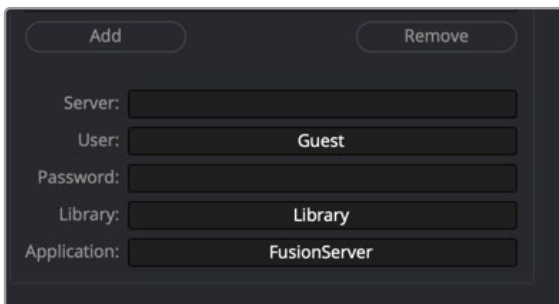 Add Remove
Server:
User: Guest
Password:
Library: Library
Application: FusionServer